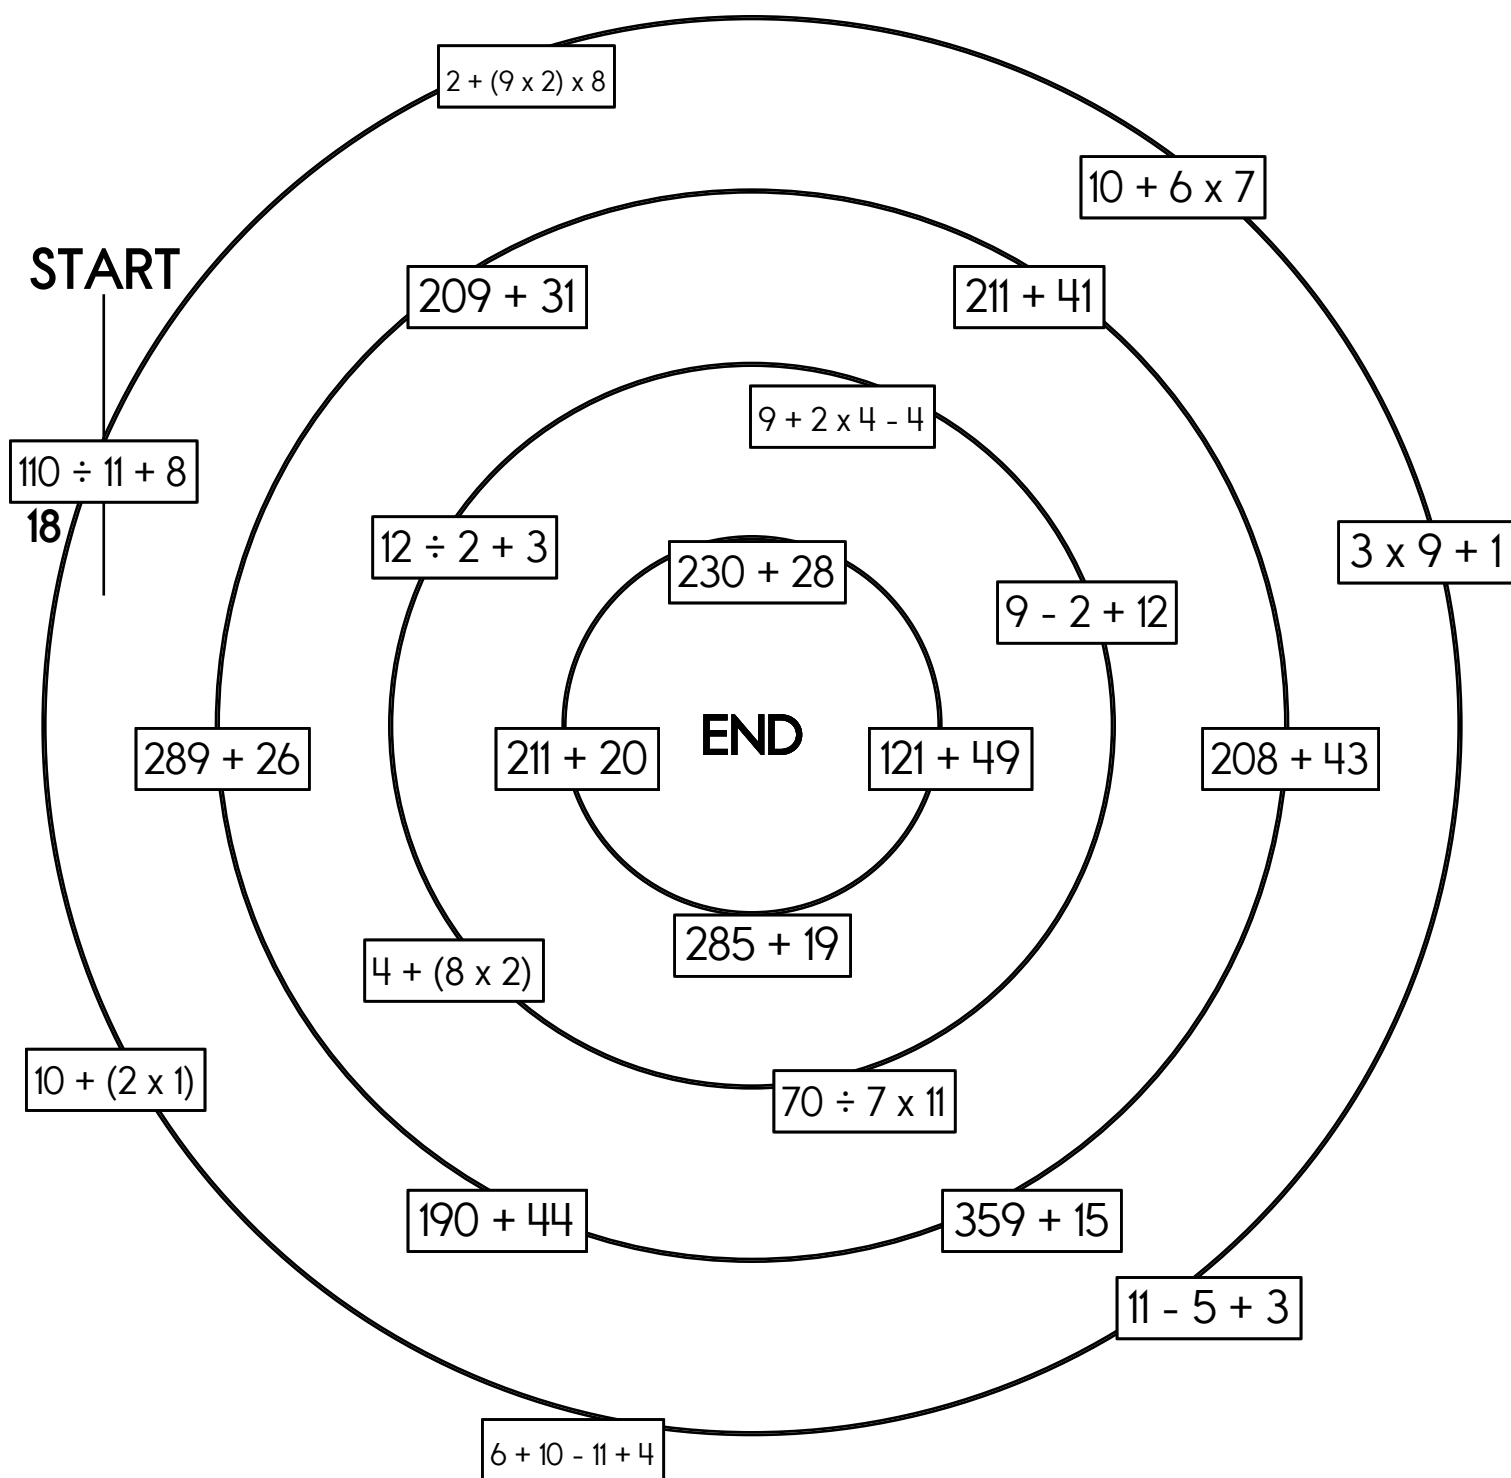 2 + (9 x 2) x 8
10 + 6 x 7
START
209 + 31
211 + 41
9 + 2 x 4 - 4
110 ÷ 11 + 8
18
12 ÷ 2 + 3
3 x 9 + 1
230 + 28
9 - 2 + 12
END
289 + 26
211 + 20
121 + 49
208 + 43
285 + 19
4 + (8 x 2)
10 + (2 x 1)
70 ÷ 7 x 11
190 + 44
359 + 15
11 - 5 + 3
6 + 10 - 11 + 4